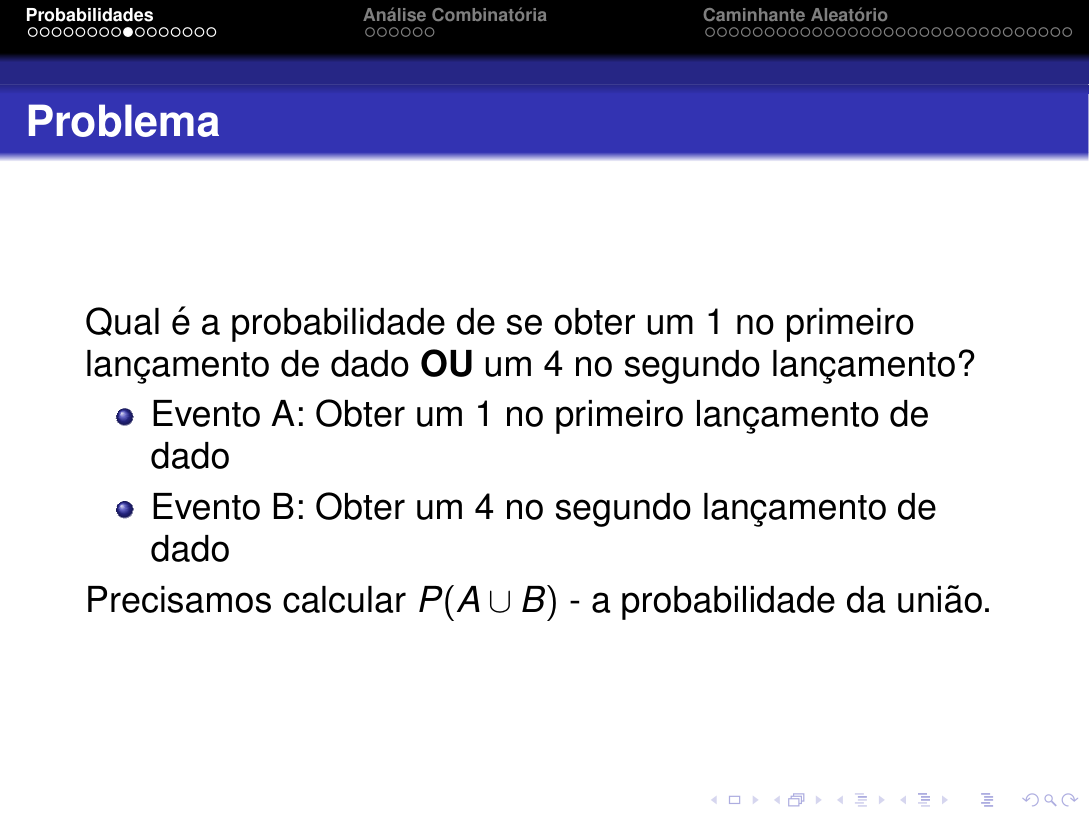 Probabilidades Análise Combinatória Caminhante Aleatório
Problema
Qual é a probabilidade de se obter um 1 no primeiro
lançamento de dado OU um 4 no segundo lançamento?
Evento A: Obter um 1 no primeiro lançamento de
dado
Evento B: Obter um 4 no segundo lançamento de
dado
Precisamos calcular P(A ∪ B) - a probabilidade da união.